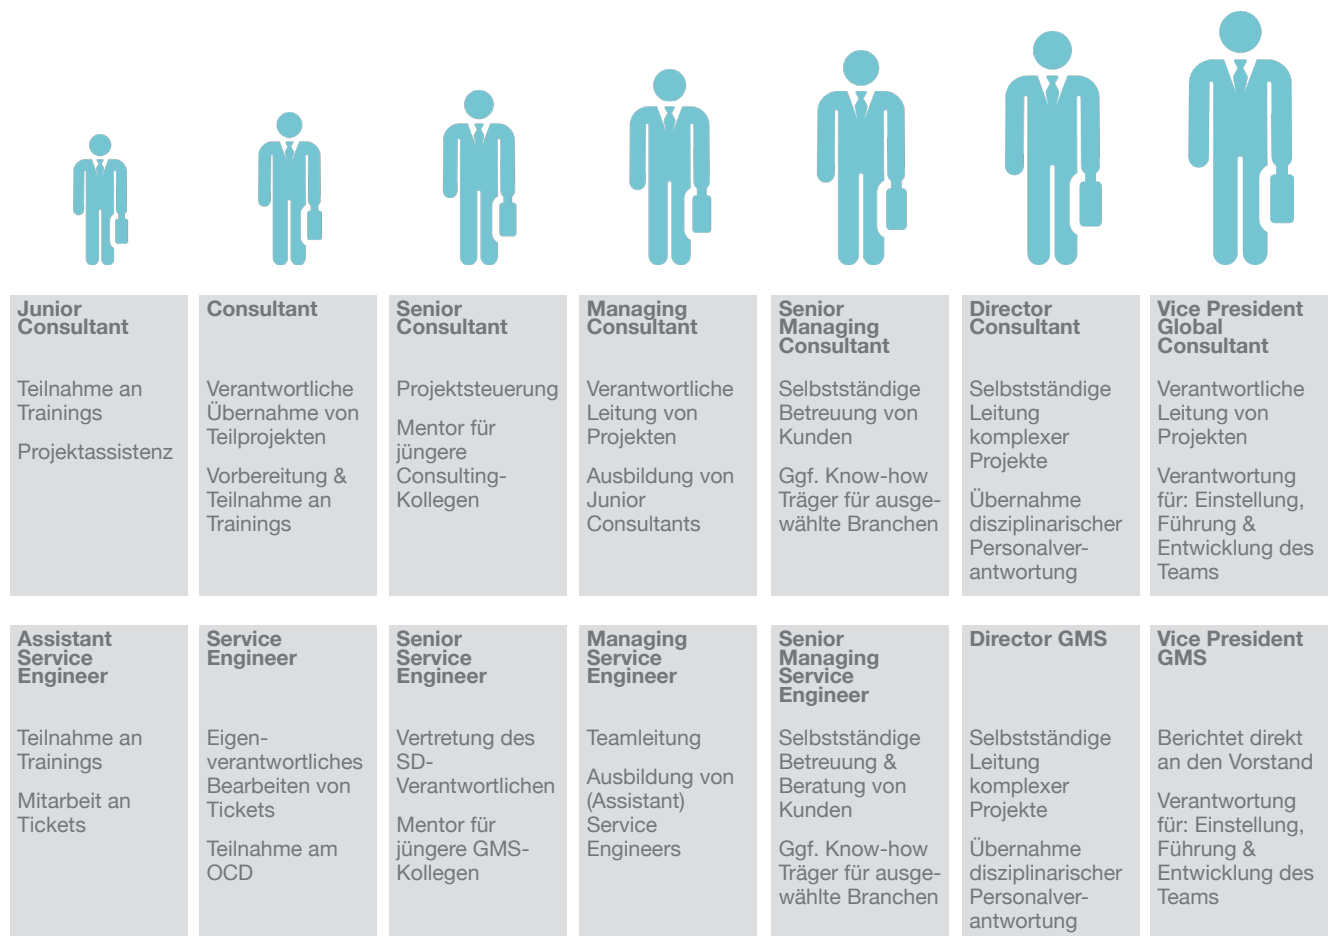 Junior
Consultant
Teilnahme an
Trainings
Projektassistenz
Consultant
Verantwortliche
Übernahme von
Teilprojekten
Vorbereitung &
Teilnahme an
Trainings
Senior
Consultant
Projektsteuerung
Mentor für
jüngere
Consulting-
Kollegen
Managing
Consultant
Verantwortliche
Leitung von
Projekten
Ausbildung von
Junior
Consultants
Senior
Managing
Consultant
Selbstständige
Betreuung von
Kunden
Ggf. Know-how
Träger für ausge-
wählte Branchen
Director
Consultant
Selbstständige
Leitung
komplexer
Projekte
Übernahme
disziplinarischer
Personalver-
antwortung
Vice President
Global
Consultant
Verantwortliche
Leitung von
Projekten
Verantwortung
für: Einstellung,
Führung &
Entwicklung des
Teams
Assistant
Service
Engineer
Teilnahme an
Trainings
Mitarbeit an
Tickets
Service
Engineer
Eigen-
verantwortliches
Bearbeiten von
Tickets
Teilnahme am
OCD
Senior
Service
Engineer
Vertretung des
SD-
Verantwortlichen
Mentor für
jüngere GMS-
Kollegen
Managing
Service
Engineer
Teamleitung
Ausbildung von
(Assistant)
Service
Engineers
Senior
Managing
Service
Engineer
Selbstständige
Betreuung &
Beratung von
Kunden
Ggf. Know-how
Träger für ausge-
wählte Branchen
Director GMS
Selbstständige
Leitung
komplexer
Projekte
Übernahme
disziplinarischer
Personalver-
antwortung
Vice President
GMS
Berichtet direkt
an den Vorstand
Verantwortung
für: Einstellung,
Führung &
Entwicklung des
Teams